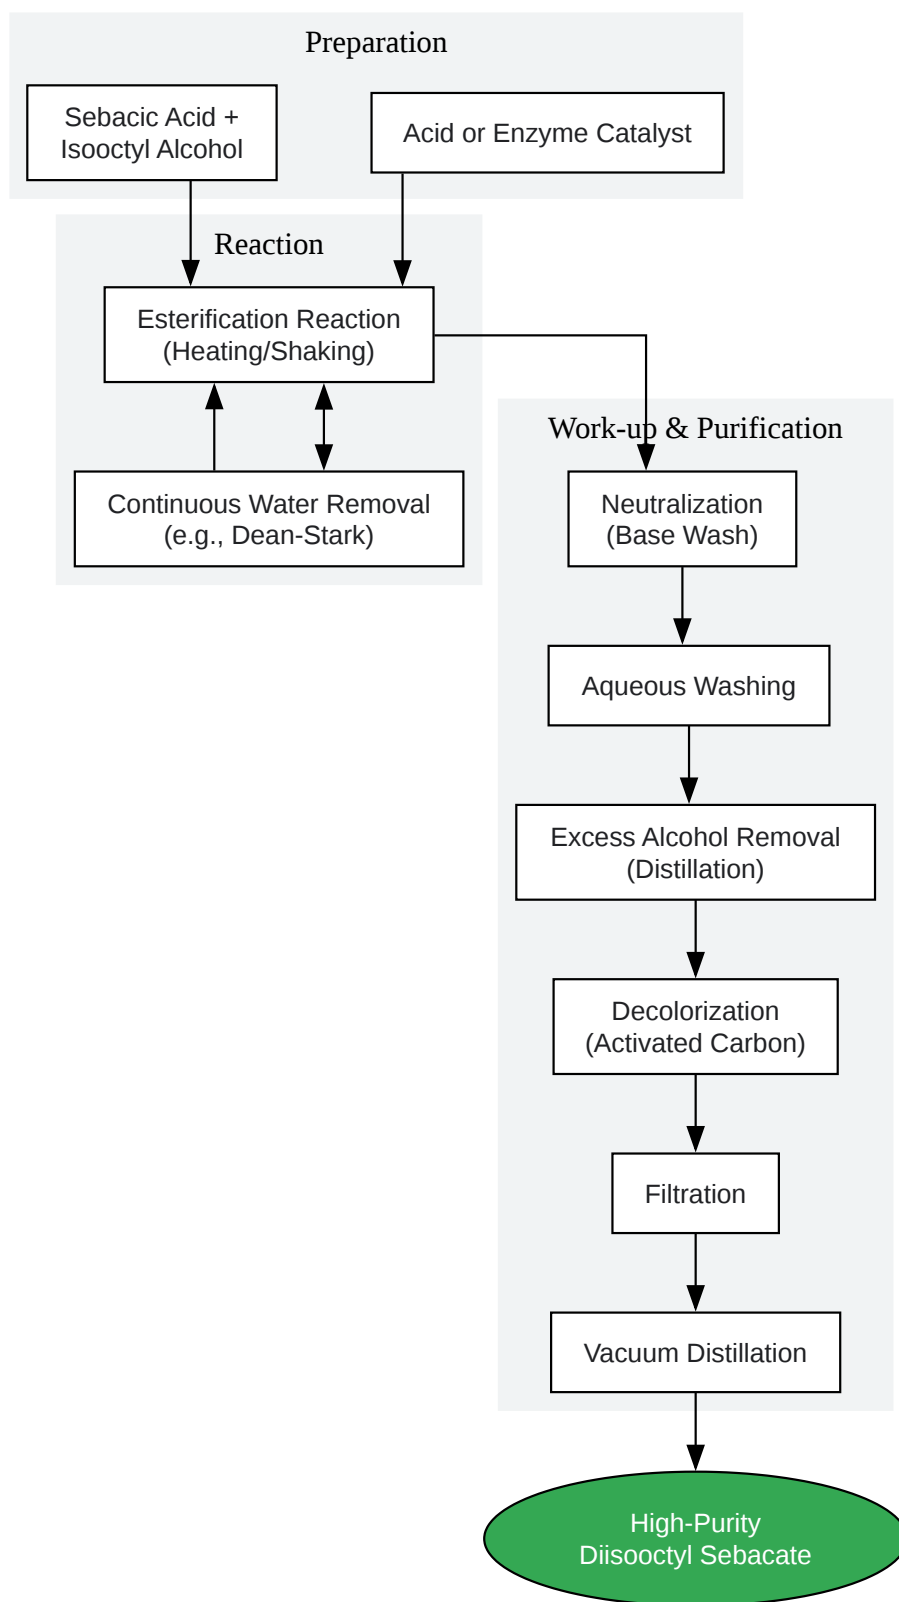 Preparation
Sebacic Acid +
Isooctyl Alcohol
Acid or Enzyme Catalyst
Reaction
Esterification Reaction
(Heating/Shaking)
Continuous Water Removal
(e.g., Dean-Stark)
Work-up & Purification
Neutralization
(Base Wash)
Aqueous Washing
Excess Alcohol Removal
(Distillation)
Decolorization
(Activated Carbon)
Filtration
Vacuum Distillation
High-Purity
Diisooctyl Sebacate